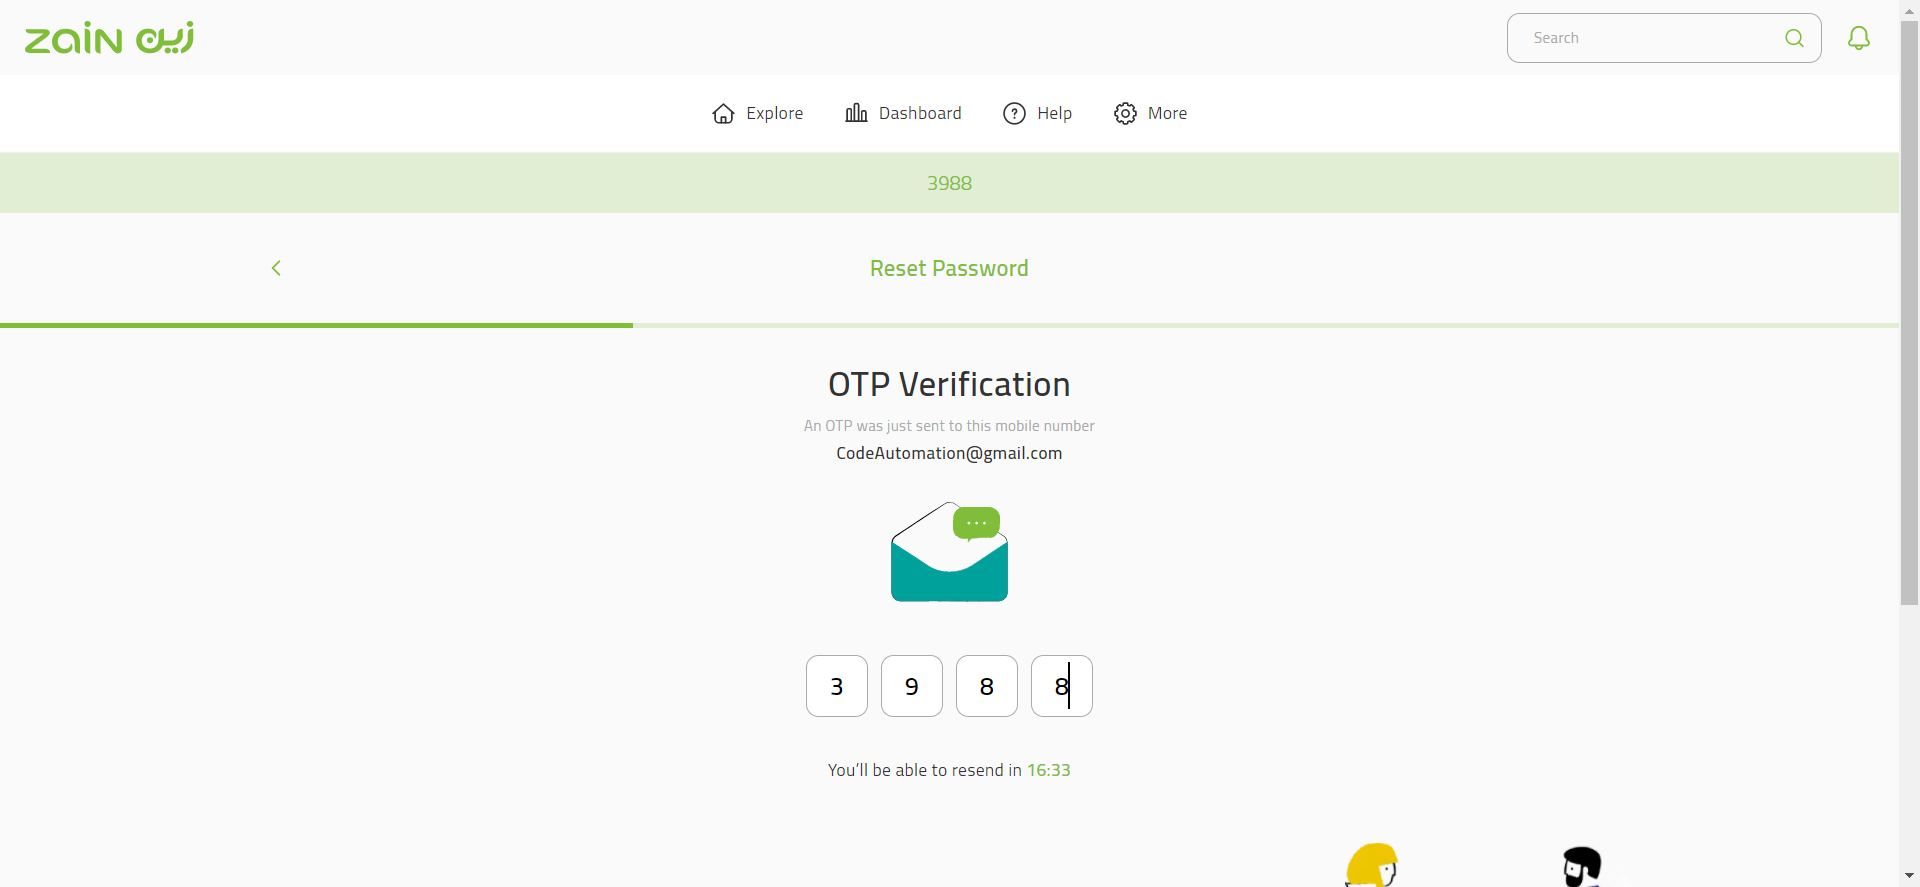 zain زين
Search
Explore
Dashboard
Help
More
3988
Reset Password
OTP Verification
An OTP was just sent to this mobile number
CodeAutomation@gmail.com
3 9 8 8
You'll be able to resend in 16:33